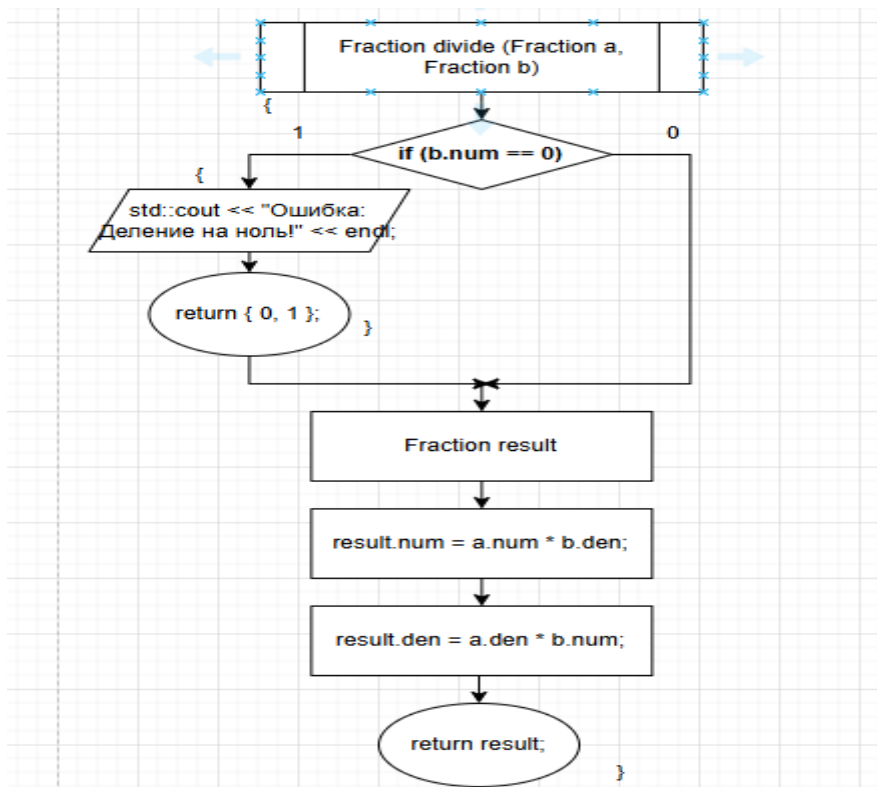 Fraction divide (Fraction a,
Fraction b)
{
1
0
if (b.num == 0)
{
std::cout << "Ошибка:
Деление на ноль!" << endl;
return { 0, 1 };
}
Fraction result
result.num = a.num * b.den;
result.den = a.den * b.num;
return result;
}